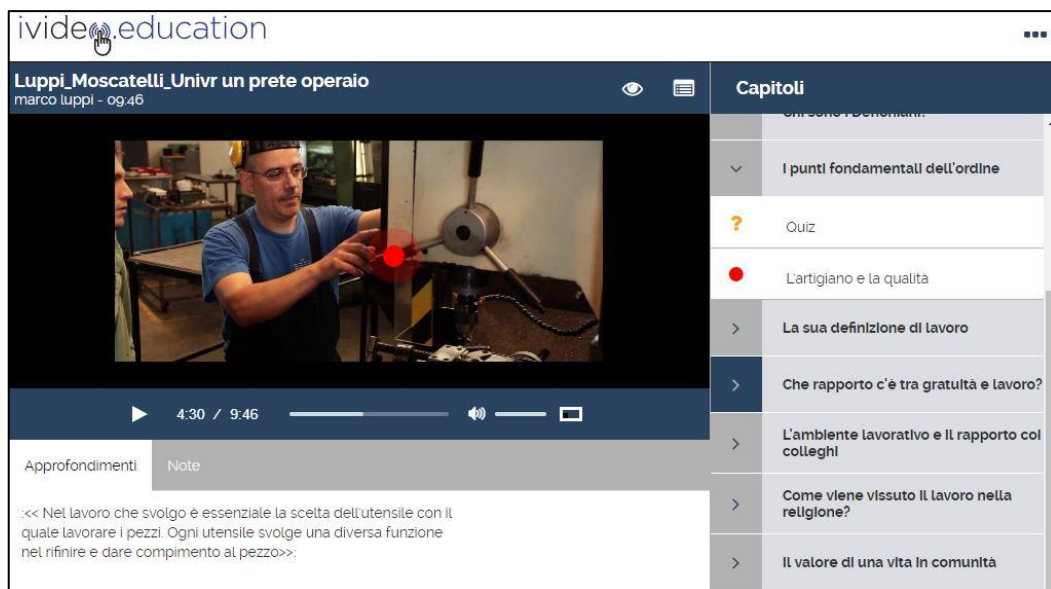 ivideo.education
Luppi_Moscatelli_Univr un prete operaio
marco luppi - 09:46
4:30 / 9:46
Approfondimenti
Note
:<< Nel lavoro che svolgo è essenziale la scelta dell'utensile con il
quale lavorare i pezzi. Ogni utensile svolge una diversa funzione
nel rifinire e dare compimento al pezzo>>:
Capitoli
Chi sono i Dehoniani?
I punti fondamentali dell'ordine
?
Quiz
L'artigiano e la qualità
La sua definizione di lavoro
Che rapporto c'è tra gratuità e lavoro?
L'ambiente lavorativo e il rapporto coi
colleghi
Come viene vissuto il lavoro nella
religione?
Il valore di una vita in comunità